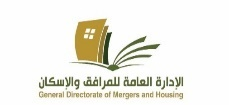 الإدارة العامة للمرافق والإسكان
General Directorate of Mergers and Housing